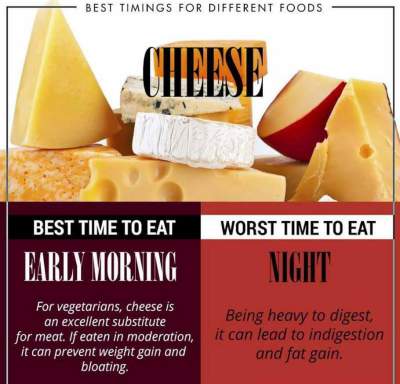 BEST TIMINGS FOR DIFFERENT FOODS
CHEESE
BEST TIME TO EAT
EARLY MORNING
For vegetarians, cheese is
an excellent substitute
for meat. If eaten in moderation,
it can prevent weight gain and
bloating.
WORST TIME TO EAT
NIGHT
Being heavy to digest,
it can lead to indigestion
and fat gain.